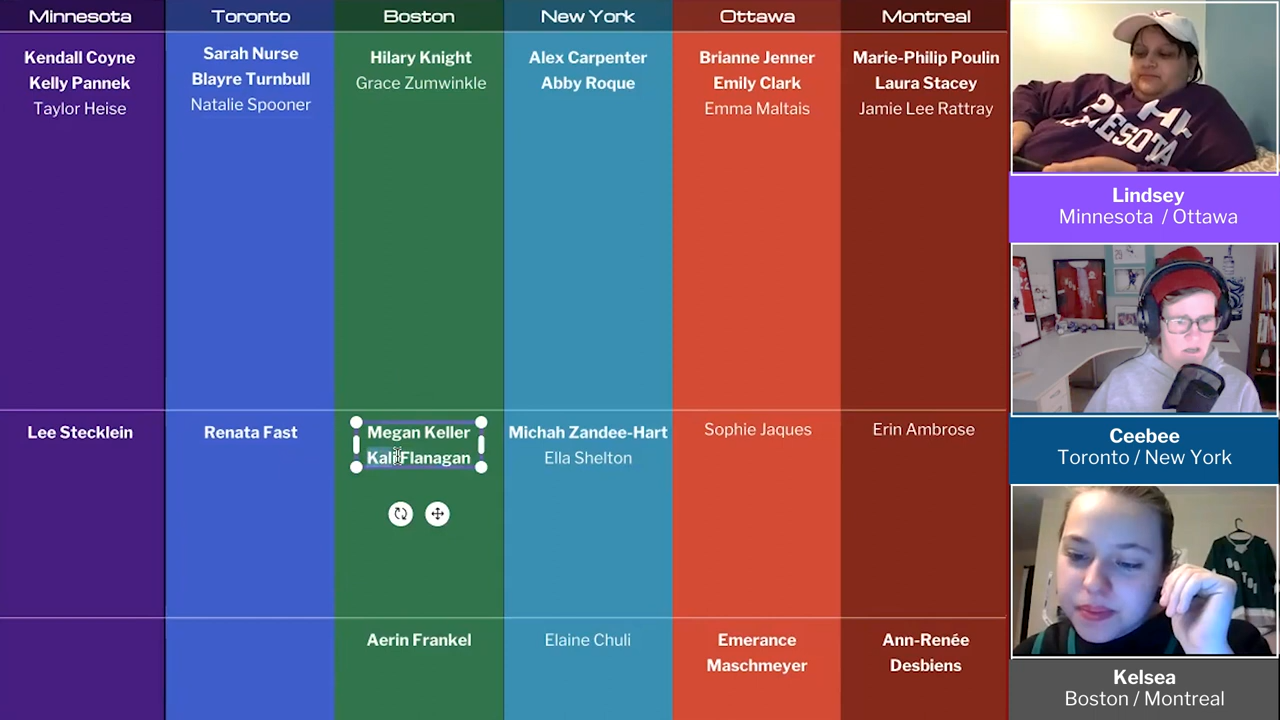 Minnesota
Toronto
Boston
New York
Ottawa
Montreal
Kendall Coyne
Kelly Pannek
Taylor Heise
Sarah Nurse
Blayre Turnbull
Natalie Spooner
Hilary Knight
Grace Zumwinkle
Alex Carpenter
Abby Roque
Brianne Jenner
Emily Clark
Emma Maltais
Marie-Philip Poulin
Laura Stacey
Jamie Lee Rattray
Lee Stecklein
Renata Fast
Megan Keller
Kali Flanagan
Micah Zandee-Hart
Ella Shelton
Sophie Jaques
Erin Ambrose
Aerin Frankel
Elaine Chuli
Emerance
Maschmeyer
Ann-Renée
Desbiens
Lindsey
Minnesota / Ottawa
Ceebee
Toronto / New York
Kelsea
Boston / Montreal